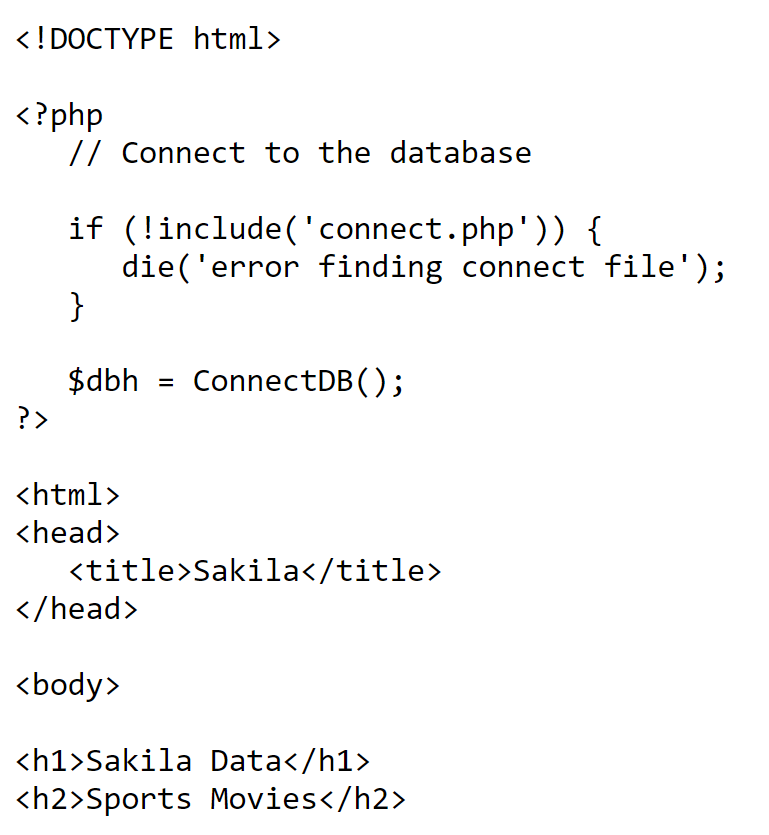 <!DOCTYPE html>
<?php
// Connect to the database
if (!include('connect.php')) {
die('error finding connect file');
}
$dbh = ConnectDB();
?>
<html>
<head>
<title>Sakila</title>
</head>
<body>
<h1>Sakila Data</h1>
<h2>Sports Movies</h2>